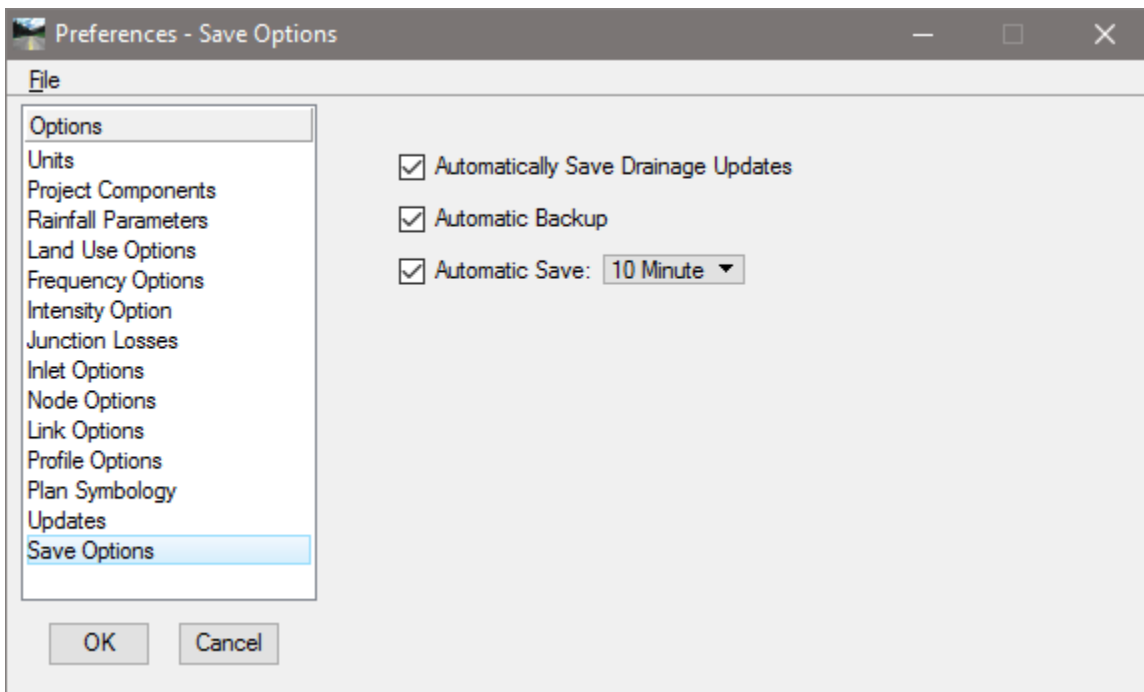 Preferences - Save Options
File
Options
Units
Project Components
Rainfall Parameters
Land Use Options
Frequency Options
Intensity Option
Junction Losses
Inlet Options
Node Options
Link Options
Profile Options
Plan Symbology
Updates
Save Options
Automatically Save Drainage Updates
Automatic Backup
Automatic Save: 10 Minute
OK Cancel